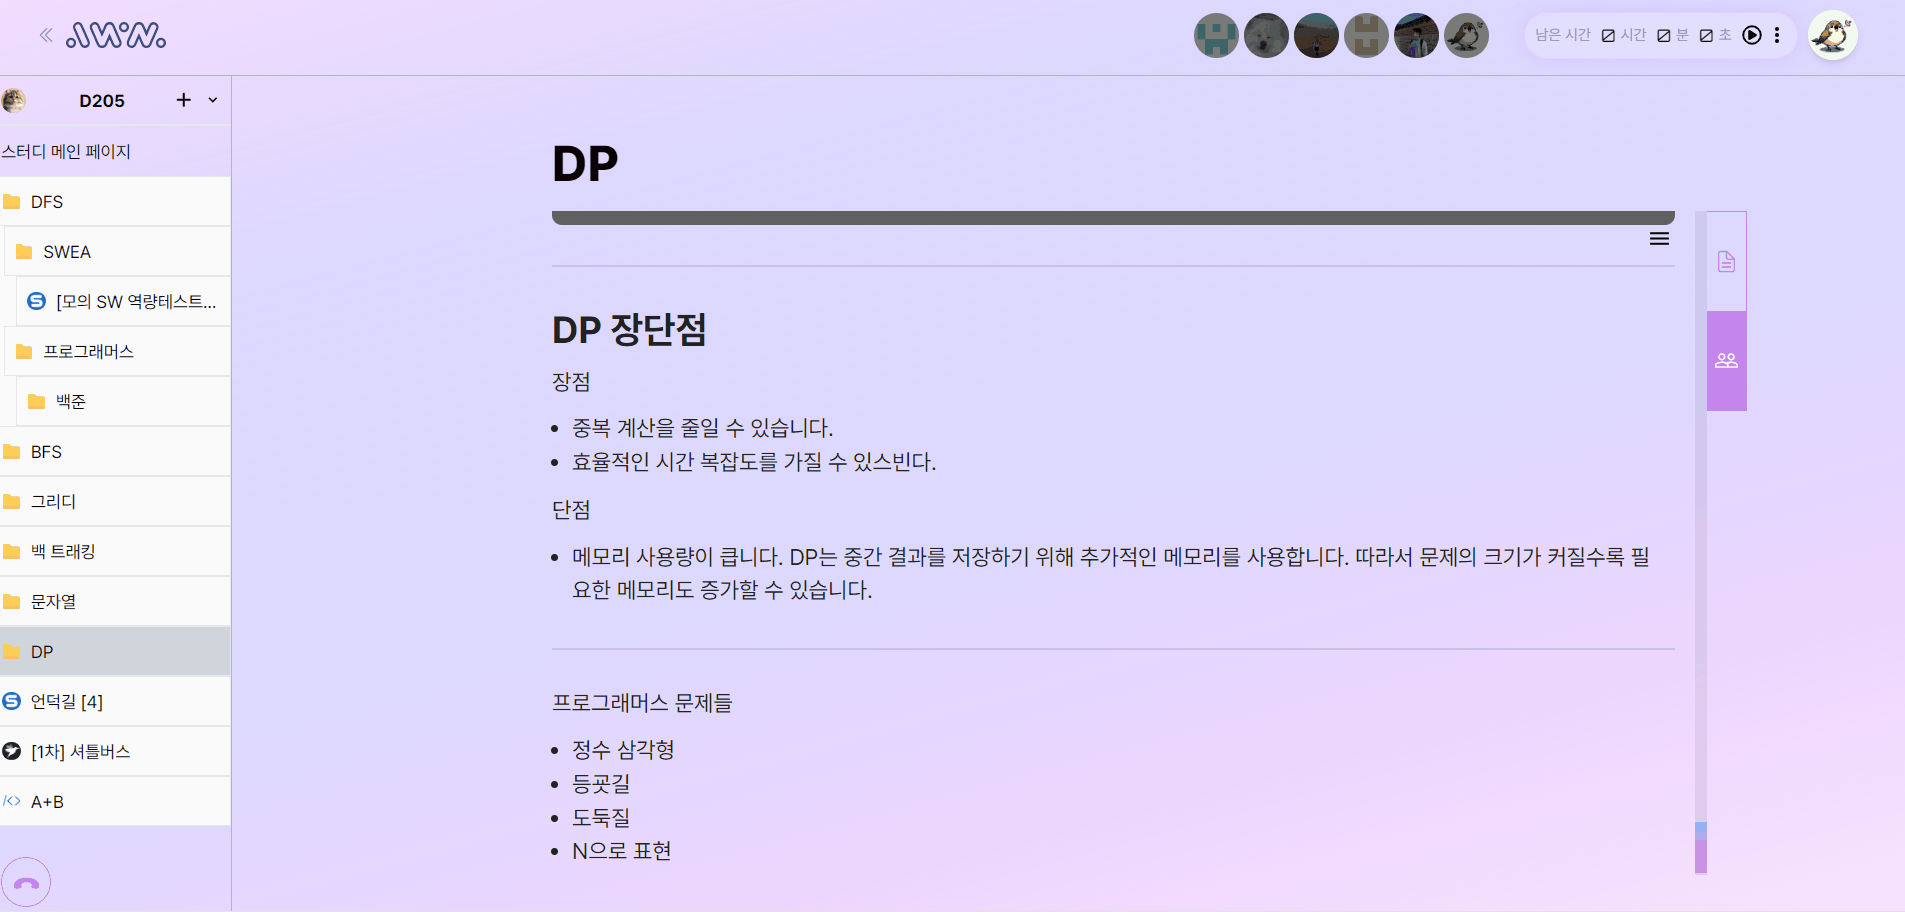 남은 시간 0 시간 0 분 0 초
D205
스터디 메인 페이지
DFS
SWEA
[모의 SW 역량테스트...
프로그래머스
백준
BFS
그리디
백 트래킹
문자열
DP
언덕길 [4]
[1차] 셔틀버스
A+B
DP
DP 장단점
장점
중복 계산을 줄일 수 있습니다.
효율적인 시간 복잡도를 가질 수 있스빈다.
단점
메모리 사용량이 큽니다. DP는 중간 결과를 저장하기 위해 추가적인 메모리를 사용합니다. 따라서 문제의 크기가 커질수록 필
요한 메모리도 증가할 수 있습니다.
프로그래머스 문제들
정수 삼각형
등굣길
도둑질
N으로 표현